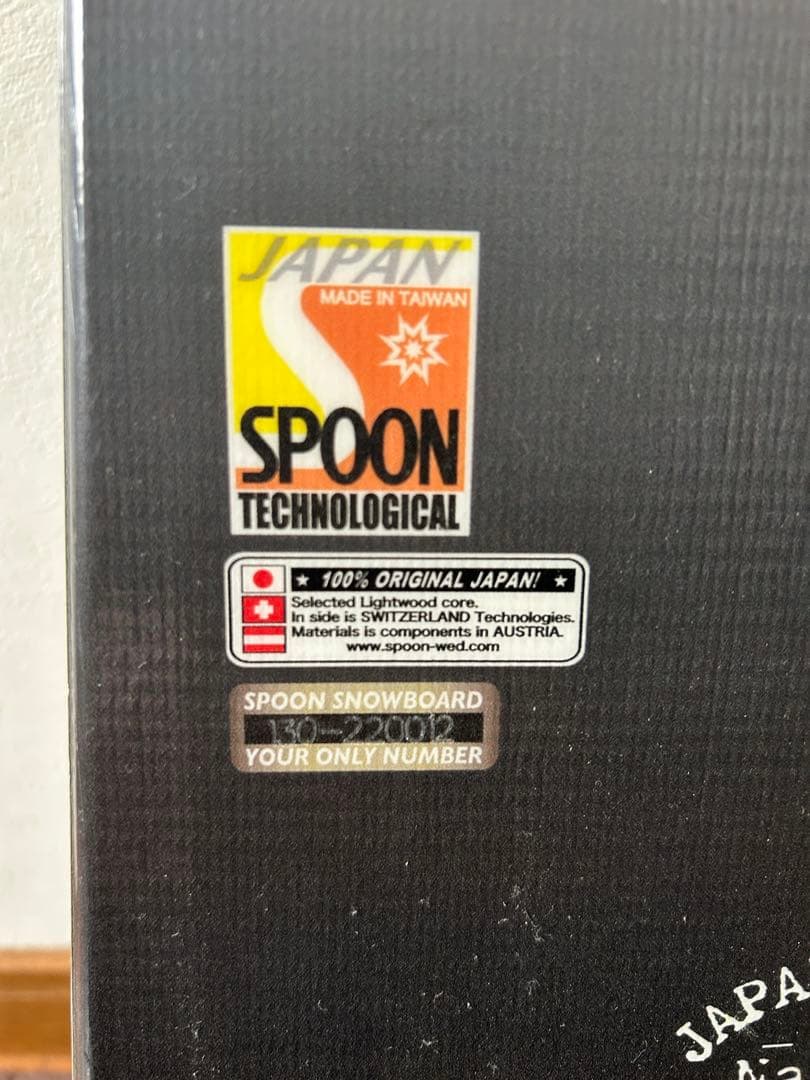 JAPAN
MADE IN TAIWAN
SPOON
TECHNOLOGICAL
★ 100% ORIGINAL JAPAN! ★
Selected Lightwood core.
In side is SWITZERLAND Technologies.
Materials is components in AUSTRIA.
www.spoon-wed.com
SPOON SNOWBOARD
130-220012
YOUR ONLY NUMBER